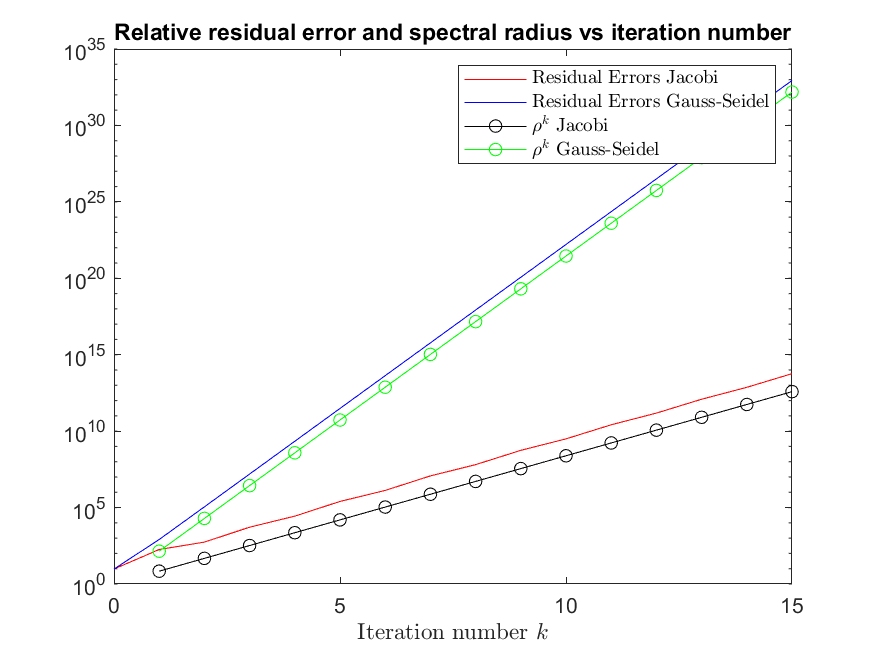 Relative residual error and spectral radius vs iteration number
10^35
10^30
10^25
10^20
10^15
10^10
10^5
10^0
Residual Errors Jacobi
Residual Errors Gauss-Seidel
ρ^k Jacobi
ρ^k Gauss-Seidel
0 5 10 15
Iteration number k